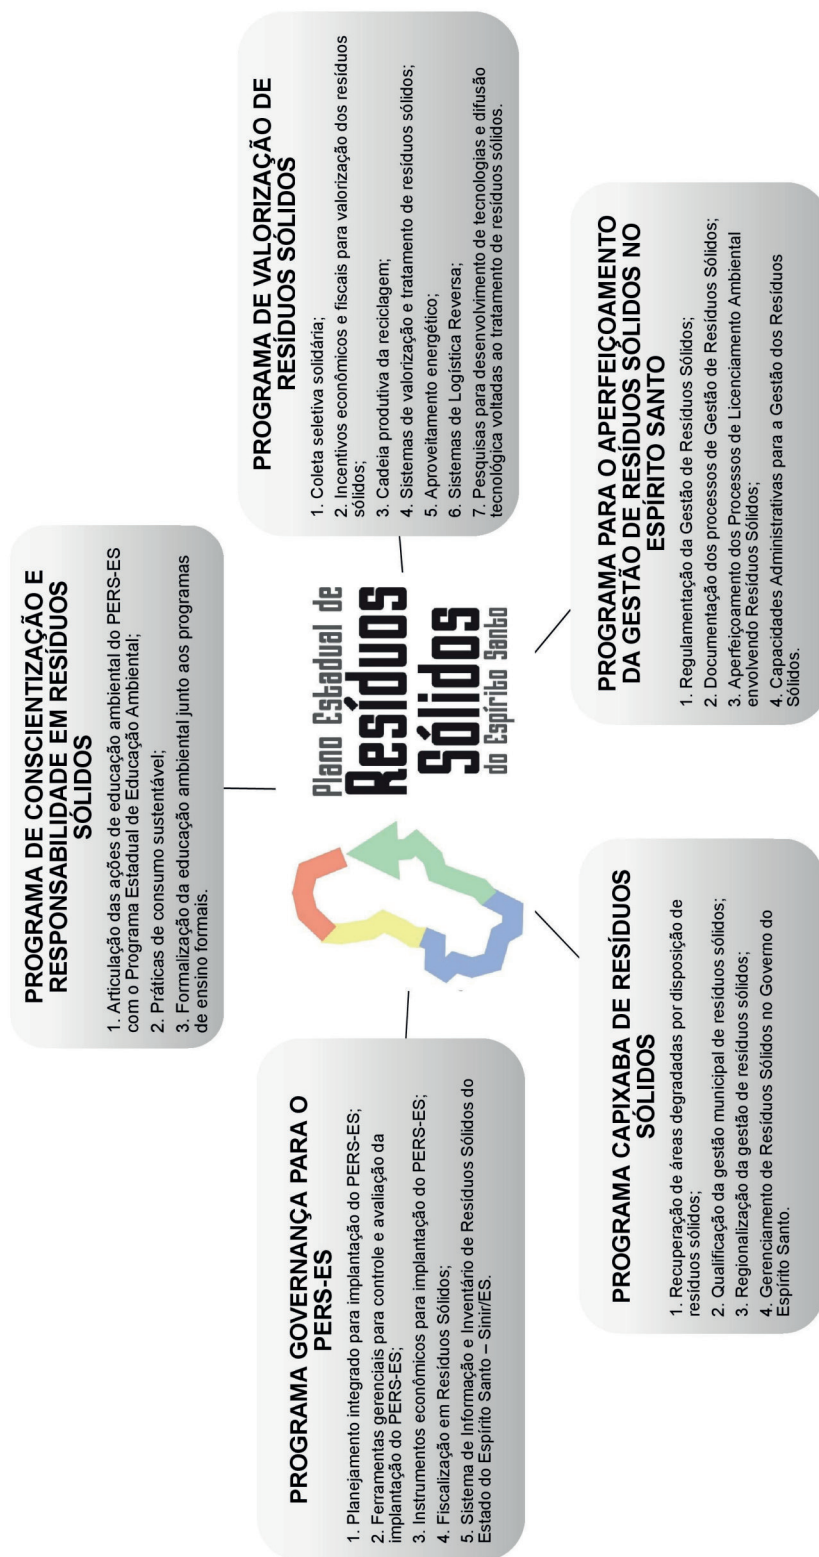 PROGRAMA DE CONSCIENTIZAÇÃO E
RESPONSABILIDADE EM RESÍDUOS
SÓLIDOS
1. Articulação das ações de educação ambiental do PERS-ES
com o Programa Estadual de Educação Ambiental;
2. Práticas de consumo sustentável;
3. Formalização da educação ambiental junto aos programas
de ensino formais.
PROGRAMA GOVERNANÇA PARA O
PERS-ES
1. Planejamento integrado para implantação do PERS-ES;
2. Ferramentas gerenciais para controle e avaliação da
implantação do PERS-ES;
3. Instrumentos econômicos para implantação do PERS-ES;
4. Fiscalização em Resíduos Sólidos;
5. Sistema de Informação e Inventário de Resíduos Sólidos do
Estado do Espírito Santo – Sinir/ES.
Plano Estadual de
Resíduos
Sólidos
do Espírito Santo
PROGRAMA DE VALORIZAÇÃO DE
RESÍDUOS SÓLIDOS
1. Coleta seletiva solidária;
2. Incentivos econômicos e fiscais para valorização dos resíduos
sólidos;
3. Cadeia produtiva da reciclagem;
4. Sistemas de valorização e tratamento de resíduos sólidos;
5. Aproveitamento energético;
6. Sistemas de Logística Reversa;
7. Pesquisas para desenvolvimento de tecnologias e difusão
tecnológica voltadas ao tratamento de resíduos sólidos.
PROGRAMA CAPIXABA DE RESÍDUOS
SÓLIDOS
1. Recuperação de áreas degradadas por disposição de
resíduos sólidos;
2. Qualificação da gestão municipal de resíduos sólidos;
3. Regionalização da gestão de resíduos sólidos;
4. Gerenciamento de Resíduos Sólidos no Governo do
Espírito Santo.
PROGRAMA PARA O APERFEIÇOAMENTO
DA GESTÃO DE RESÍDUOS SÓLIDOS NO
ESPÍRITO SANTO
1. Regulamentação da Gestão de Resíduos Sólidos;
2. Documentação dos processos de Gestão de Resíduos Sólidos;
3. Aperfeiçoamento dos Processos de Licenciamento Ambiental
envolvendo Resíduos Sólidos;
4. Capacidades Administrativas para a Gestão dos Resíduos
Sólidos.